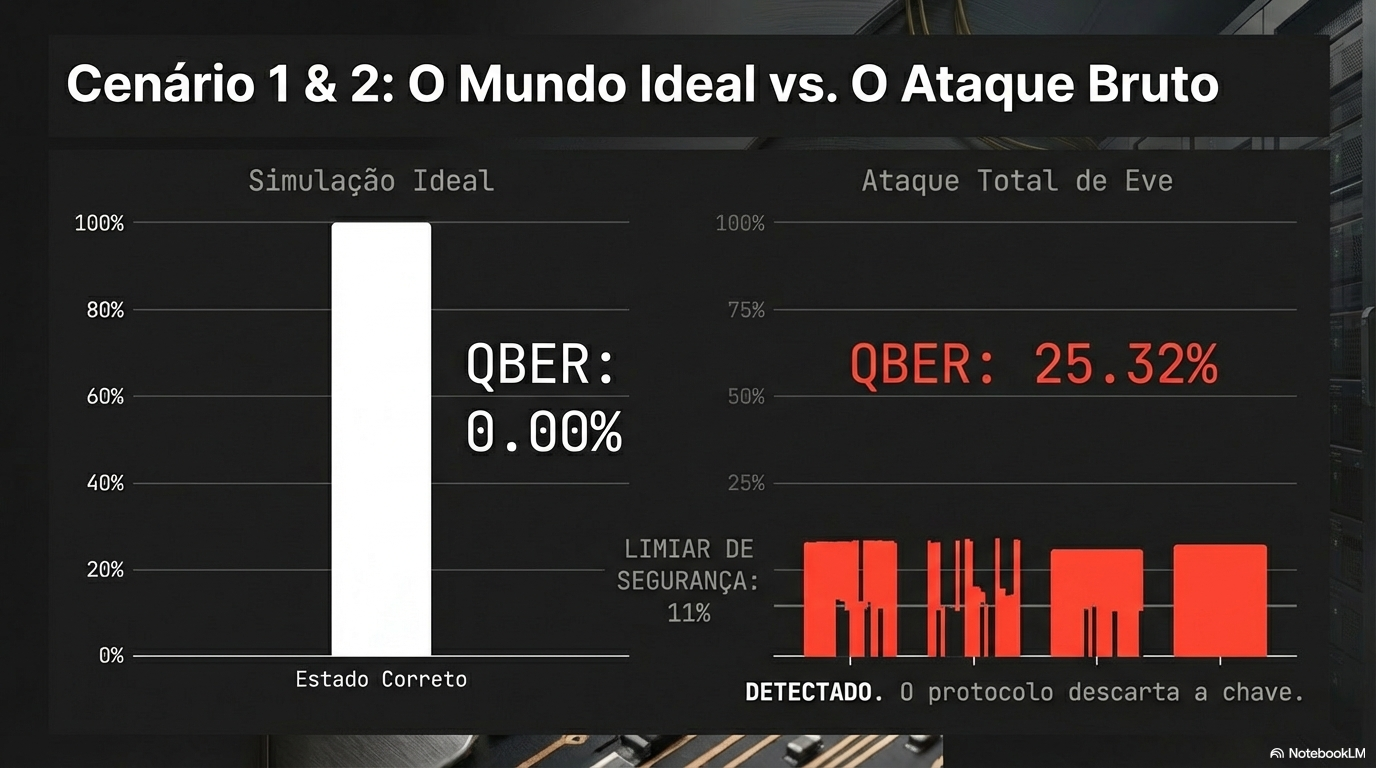 Cenário 1 & 2: O Mundo Ideal vs. O Ataque Bruto
Simulação Ideal
100%
80%
60%
40%
20%
0%
QBER:
0.00%
Estado Correto
Ataque Total de Eve
100%
75%
50%
25%
QBER: 25.32%
LIMIAR DE
SEGURANÇA:
11%
DETECTADO. O protocolo descarta a chave.
NotebookLM